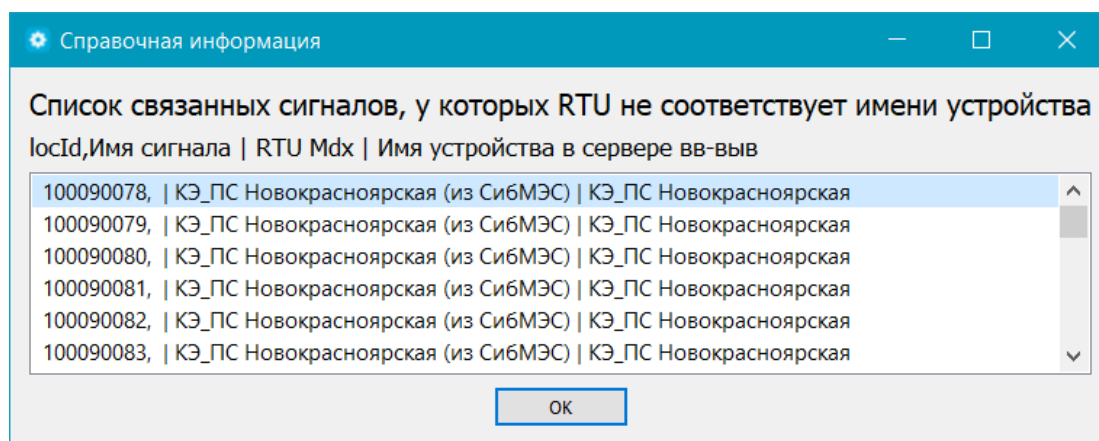 Справочная информация
Список связанных сигналов, у которых RTU не соответствует имени устройства
locId,Имя сигнала | RTU Mdx | Имя устройства в сервере вв-выв
100090078, | КЭ_ПС Новокрасноярская (из СибМЭС) | КЭ_ПС Новокрасноярская
100090079, | КЭ_ПС Новокрасноярская (из СибМЭС) | КЭ_ПС Новокрасноярская
100090080, | КЭ_ПС Новокрасноярская (из СибМЭС) | КЭ_ПС Новокрасноярская
100090081, | КЭ_ПС Новокрасноярская (из СибМЭС) | КЭ_ПС Новокрасноярская
100090082, | КЭ_ПС Новокрасноярская (из СибМЭС) | КЭ_ПС Новокрасноярская
100090083, | КЭ_ПС Новокрасноярская (из СибМЭС) | КЭ_ПС Новокрасноярская
ОК